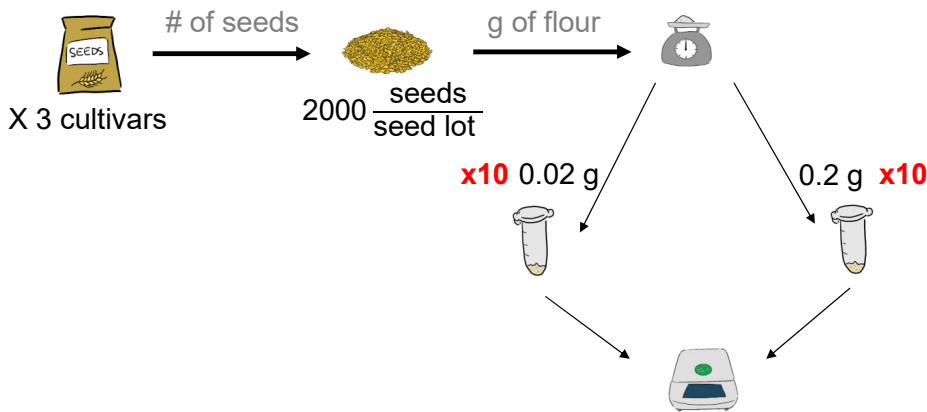 # of seeds
g of flour
SEEDS
X 3 cultivars
2000 seeds
seed lot
x10 0.02 g
0.2 g x10